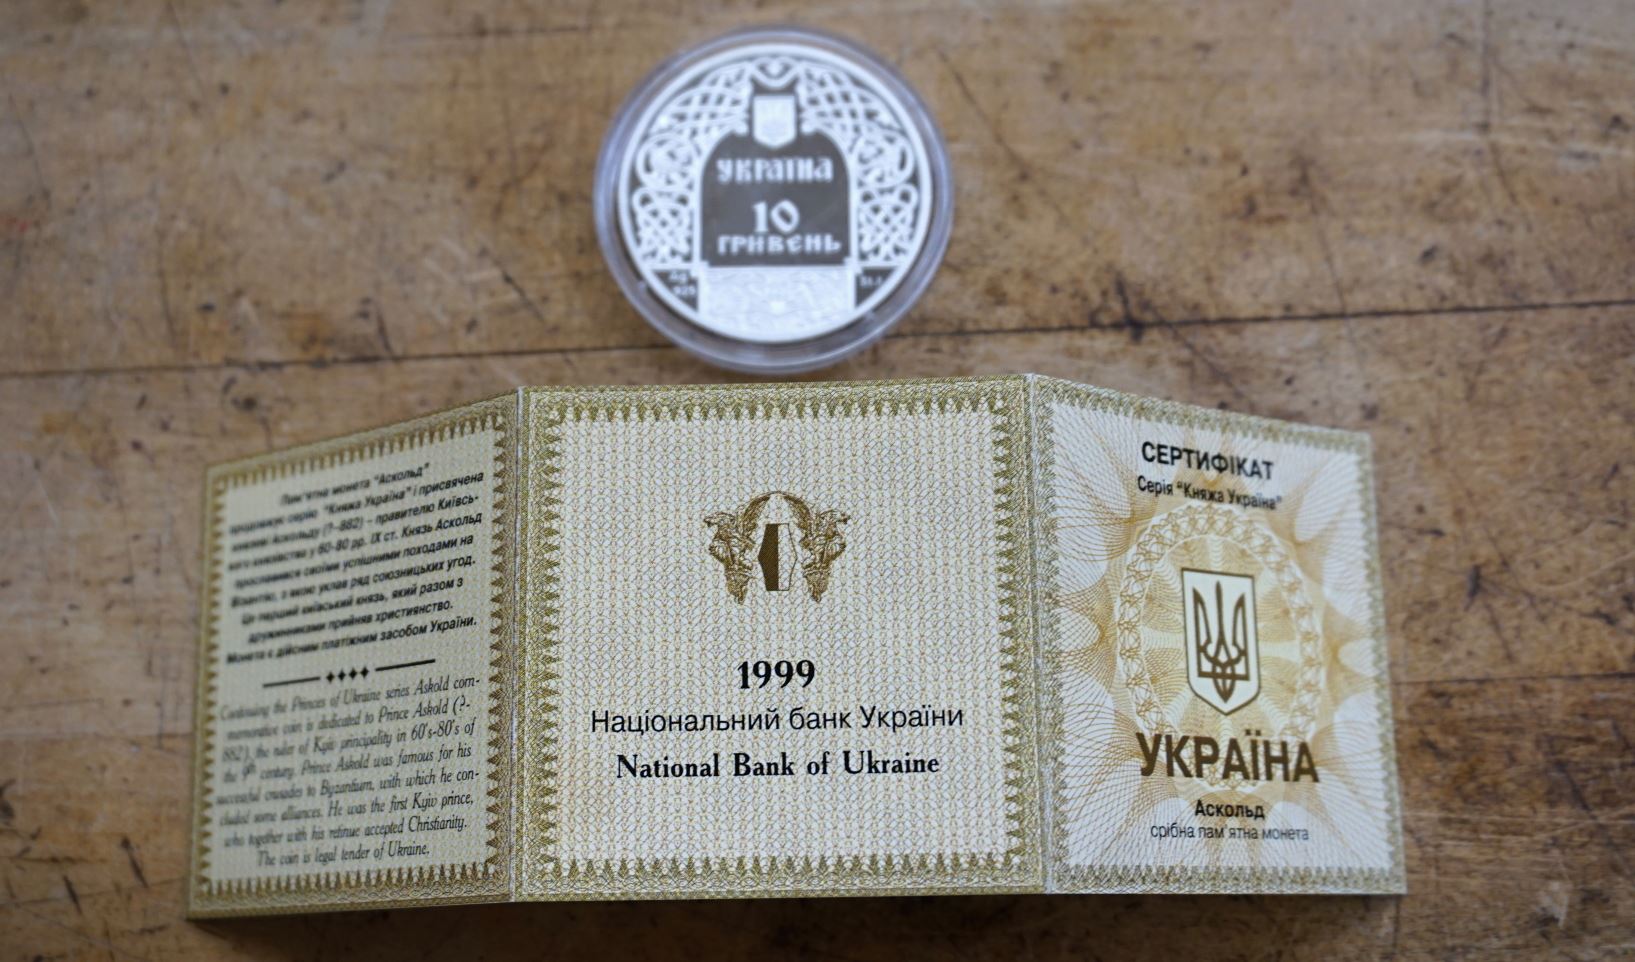 УКРАЇНА
10
ГРИВЕНЬ
Ag
925
31,1
Пам'ятна монета "Аскольд"
продовжує серію "Княжа Україна" і присвячена
князю Аскольду (?–882) – правителю Київсь-
кого князівства у 60-80 рр. IX ст. Князь Аскольд
прославився своїми успішними походами на
Візантію, з якою уклав ряд союзницьких угод.
Це перший київський князь, який разом з
дружинниками прийняв християнство.
Монета є дійсним платіжним засобом України.
Continuing the Princes of Ukraine series Askold com-
memorative coin is dedicated to Prince Askold (?-
882), the ruler of Kyiv principality in 60's-80's of
the 9th century. Prince Askold was famous for his
successful crusades to Byzantium, with which he con-
cluded some alliances. He was the first Kyiv prince,
who together with his retinue accepted Christianity.
The coin is legal tender of Ukraine.
1999
Національний банк України
National Bank of Ukraine
СЕРТИФІКАТ
Серія "Княжа Україна"
УКРАЇНА
Аскольд
срібна пам'ятна монета